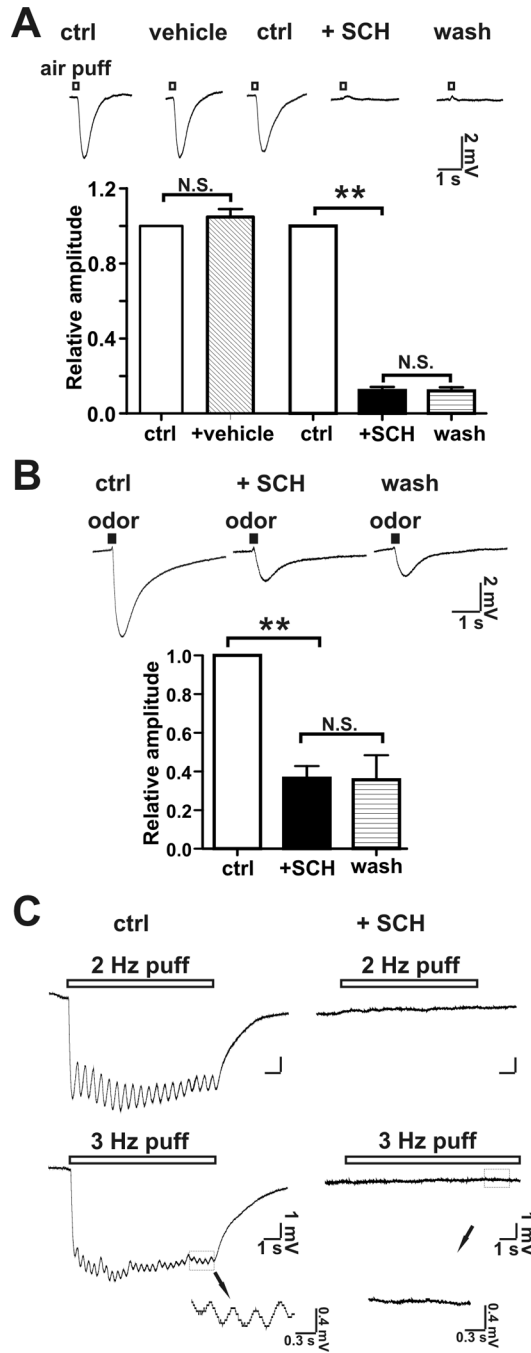 A
ctrl vehicle ctrl + SCH wash
air puff
2 mV
1 s
Relative amplitude
1.2
0.8
0.4
0.0
N.S.
**
N.S.
ctrl +vehicle ctrl +SCH wash
B
ctrl + SCH wash
odor odor odor
2 mV
1 s
Relative amplitude
1.0
0.8
0.6
0.4
0.2
0.0
**
N.S.
ctrl +SCH wash
C
ctrl + SCH
2 Hz puff 2 Hz puff
3 Hz puff 3 Hz puff
1 mV
1 s
1 mV
1 s
0.4 mV
0.3 s
0.4 mV
0.3 s